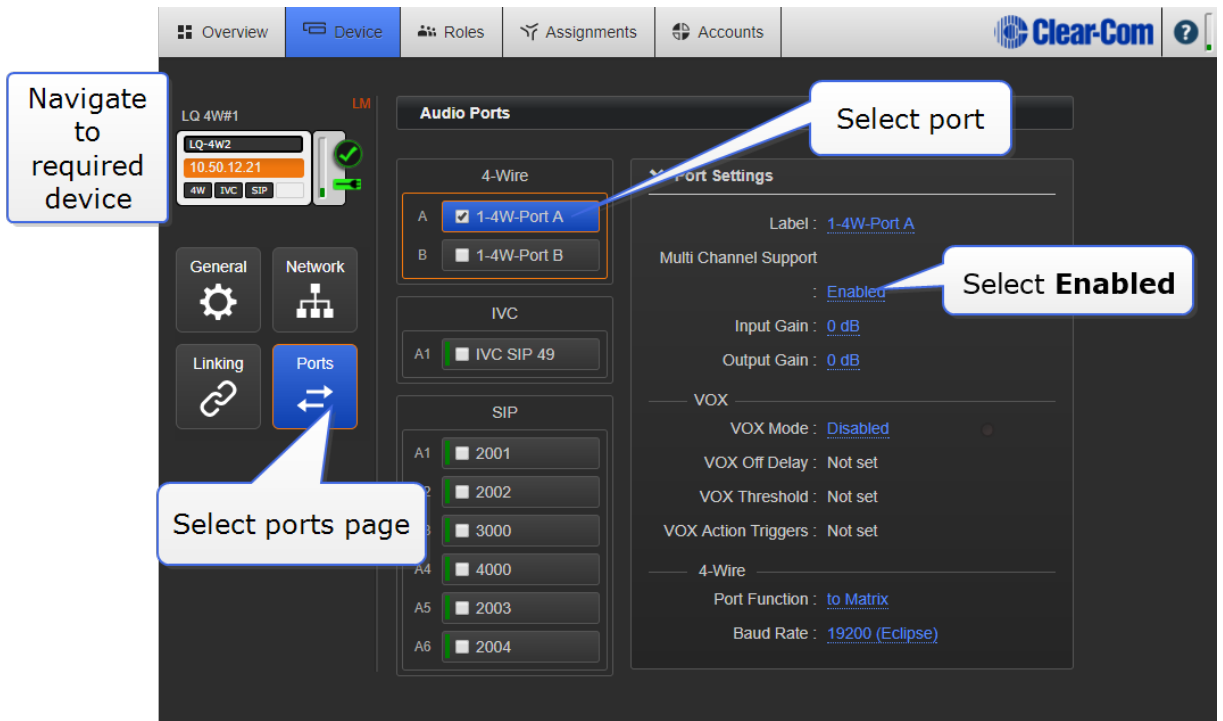 Overview
Device
Roles
Assignments
Accounts
Clear-Com
?
Navigate
to
required
device
LQ 4W#1
LM
LQ-4W2
10.50.12.21
4W IVC SIP
General
Network
Linking
Ports
Select ports page
Audio Ports
Select port
4-Wire
A 1-4W-Port A
B 1-4W-Port B
IVC
A1 IVC SIP 49
SIP
A1 2001
2002
3000
A4 4000
A5 2003
A6 2004
Port Settings
Label : 1-4W-Port A
Multi Channel Support
: Enabled
Select Enabled
Input Gain : 0 dB
Output Gain : 0 dB
VOX
VOX Mode : Disabled
VOX Off Delay : Not set
VOX Threshold : Not set
VOX Action Triggers : Not set
4-Wire
Port Function : to Matrix
Baud Rate : 19200 (Eclipse)